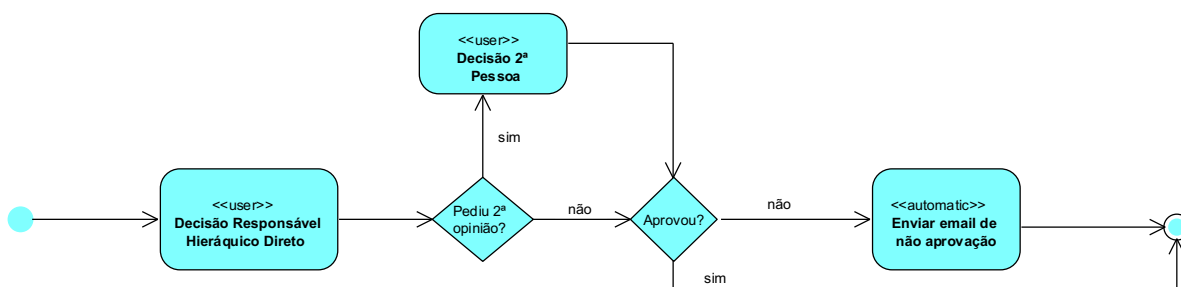 <<user>>
Decisão 2ª
Pessoa
sim
<<user>>
Decisão Responsável
Hieráquico Direto
Pediu 2ª
opinião?
não
Aprovou?
não
<<automatic>>
Enviar email de
não aprovação
sim